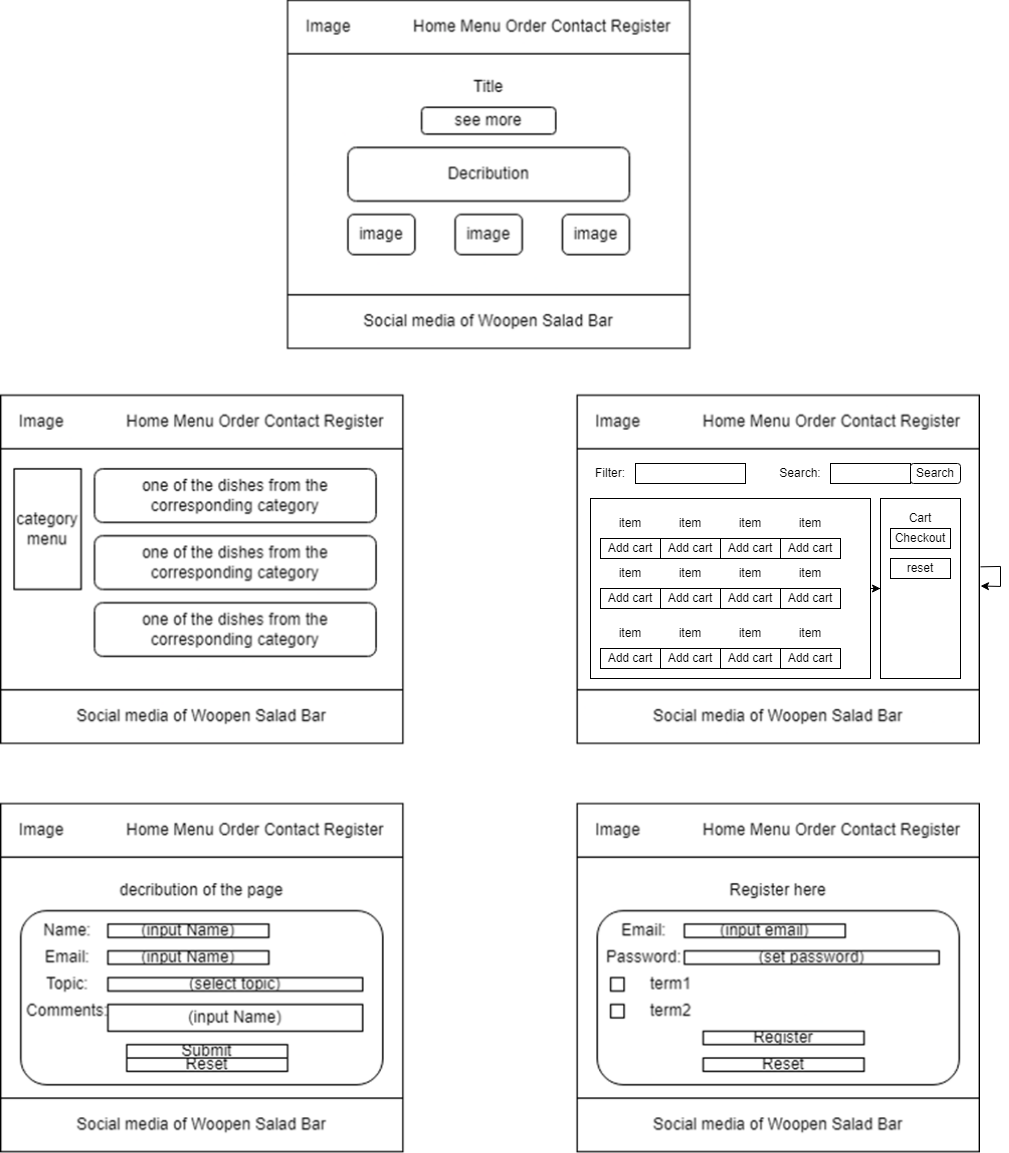 Image
Home Menu Order Contact Register
Title
see more
Decribution
image
image
image
Social media of Woopen Salad Bar
Image
Home Menu Order Contact Register
category
menu
one of the dishes from the
corresponding category
one of the dishes from the
corresponding category
one of the dishes from the
corresponding category
Social media of Woopen Salad Bar
Image
Home Menu Order Contact Register
Filter:
Search:
Search
item item item item
Add cart Add cart Add cart Add cart
item item item item
Add cart Add cart Add cart Add cart
item item item item
Add cart Add cart Add cart Add cart
Cart
Checkout
reset
Social media of Woopen Salad Bar
Image
Home Menu Order Contact Register
decribution of the page
Name: (input Name)
Email: (input Name)
Topic: (select topic)
Comments: (input Name)
Submit
Reset
Social media of Woopen Salad Bar
Image
Home Menu Order Contact Register
Register here
Email: (input email)
Password: (set password)
term1
term2
Register
Reset
Social media of Woopen Salad Bar